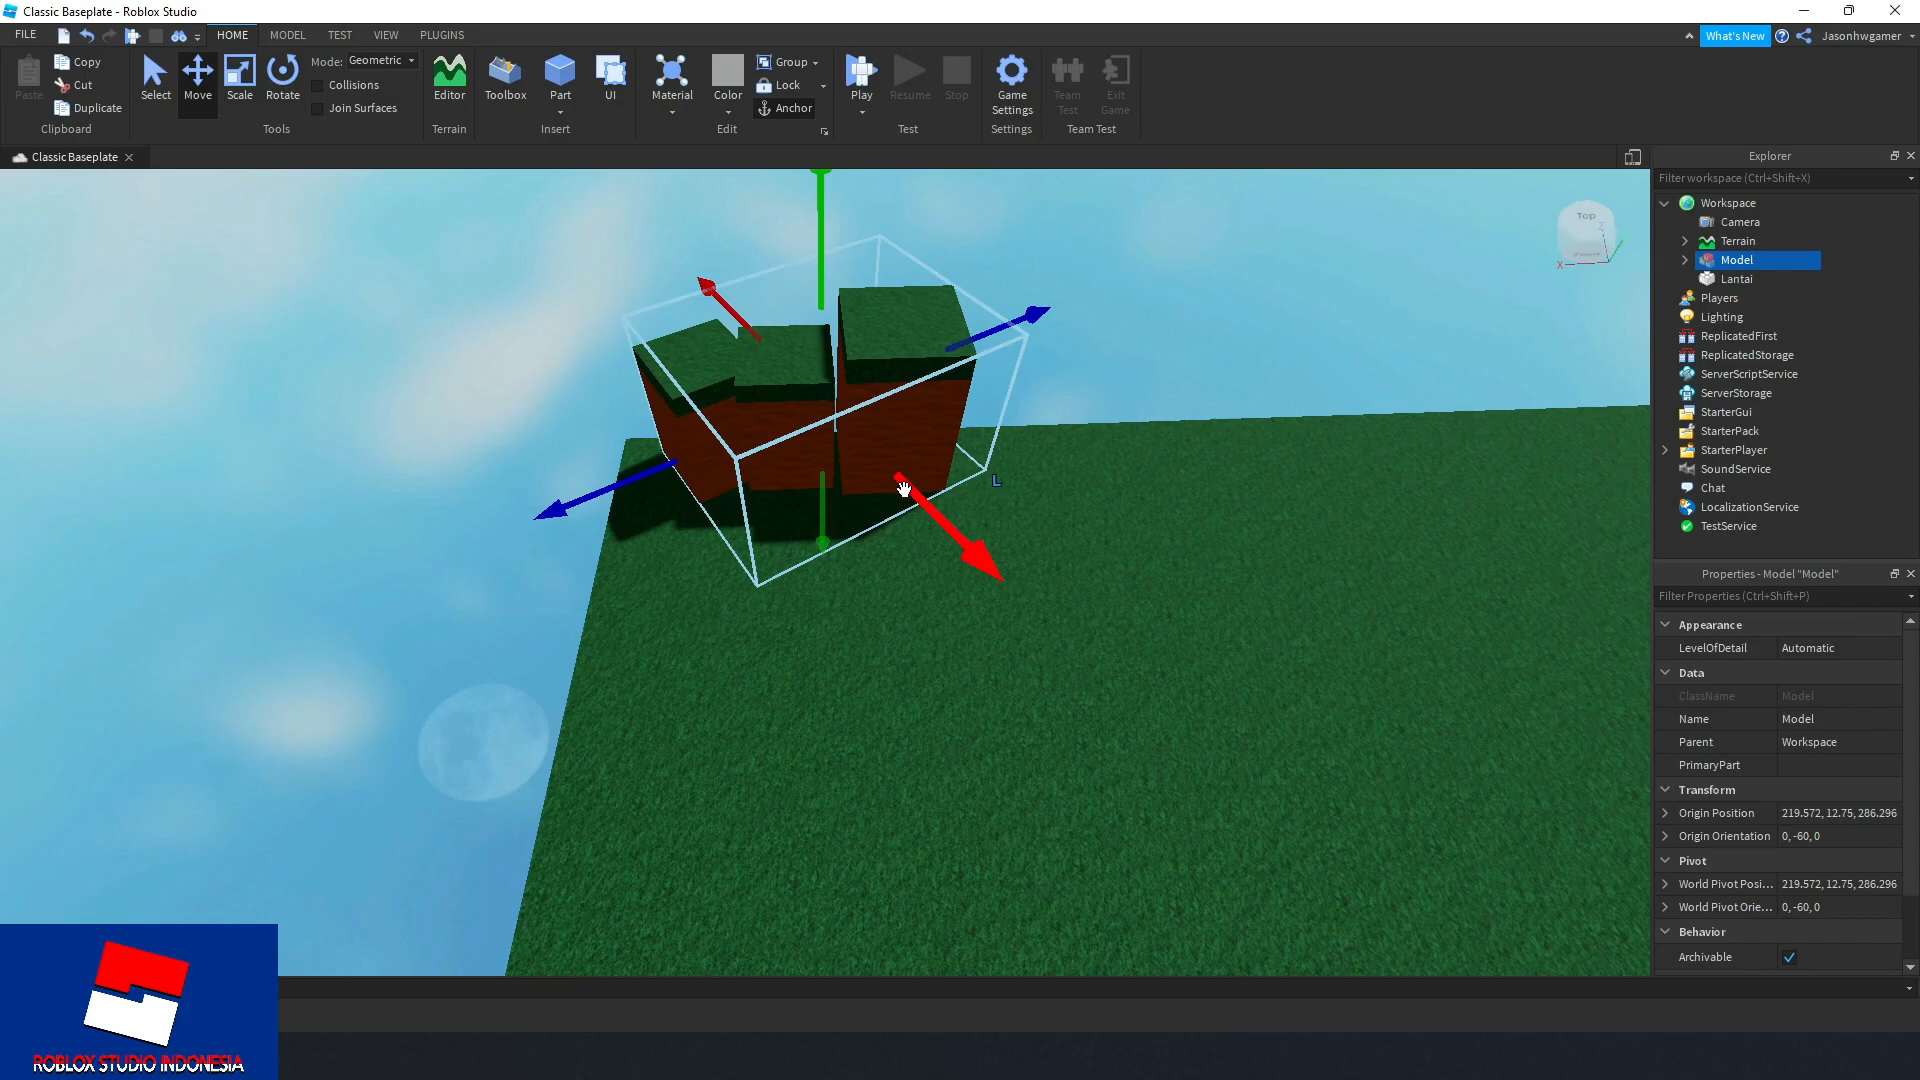 Classic Baseplate - Roblox Studio
FILE HOME MODEL TEST VIEW PLUGINS What's New Jasonhwgamer
Paste Copy Cut Duplicate
Clipboard
Select Move Scale Rotate
Mode: Geometric
Collisions
Join Surfaces
Tools
Editor
Terrain
Toolbox Part UI
Insert
Material Color
Group
Lock
Anchor
Edit
Play Resume Stop
Test
Game Settings
Settings
Team Test
Exit Game
Team Test
Classic Baseplate
Top
X
Z
L
Explorer
Filter workspace (Ctrl+Shift+X)
Workspace
Camera
Terrain
Model
Lantai
Players
Lighting
ReplicatedFirst
ReplicatedStorage
ServerScriptService
ServerStorage
StarterGui
StarterPack
StarterPlayer
SoundService
Chat
LocalizationService
TestService
Properties - Model "Model"
Filter Properties (Ctrl+Shift+P)
Appearance
LevelOfDetail Automatic
Data
ClassName Model
Name Model
Parent Workspace
PrimaryPart
Transform
Origin Position 219.572, 12.75, 286.296
Origin Orientation 0, -60, 0
Pivot
World Pivot Posi... 219.572, 12.75, 286.296
World Pivot Orie... 0, -60, 0
Behavior
Archivable
ROBLOX STUDIO INDONESIA